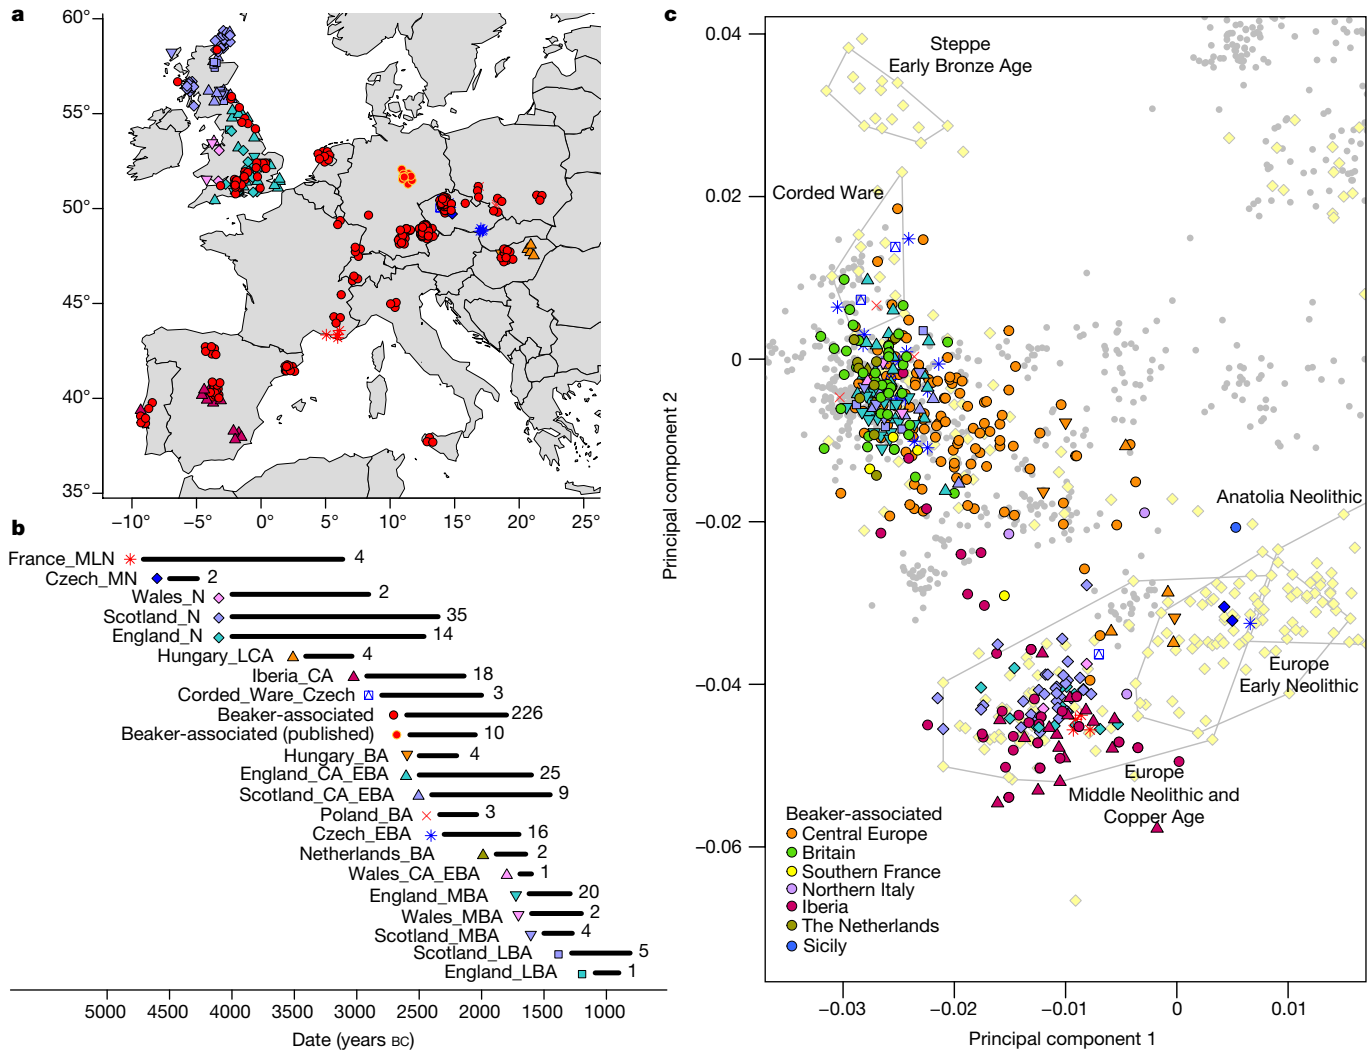 a
60°
55°
50°
45°
40°
35°
−10° −5° 0° 5° 10° 15° 20° 25°
b
France_MLN 4
Czech_MN 2
Wales_N 2
Scotland_N 35
England_N 14
Hungary_LCA 4
Iberia_CA 18
Corded_Ware_Czech 3
Beaker-associated 226
Beaker-associated (published) 10
Hungary_BA 4
England_CA_EBA 25
Scotland_CA_EBA 9
Poland_BA 3
Czech_EBA 16
Netherlands_BA 2
Wales_CA_EBA 1
England_MBA 20
Wales_MBA 2
Scotland_MBA 4
Scotland_LBA 5
England_LBA 1
5000 4500 4000 3500 3000 2500 2000 1500 1000
Date (years BC)
c
0.04
0.02
0
−0.02
−0.04
−0.06
Principal component 2
Steppe
Early Bronze Age
Corded Ware
Anatolia Neolithic
Europe
Early Neolithic
Europe
Middle Neolithic and
Copper Age
Beaker-associated
Central Europe
Britain
Southern France
Northern Italy
Iberia
The Netherlands
Sicily
−0.03 −0.02 −0.01 0 0.01
Principal component 1